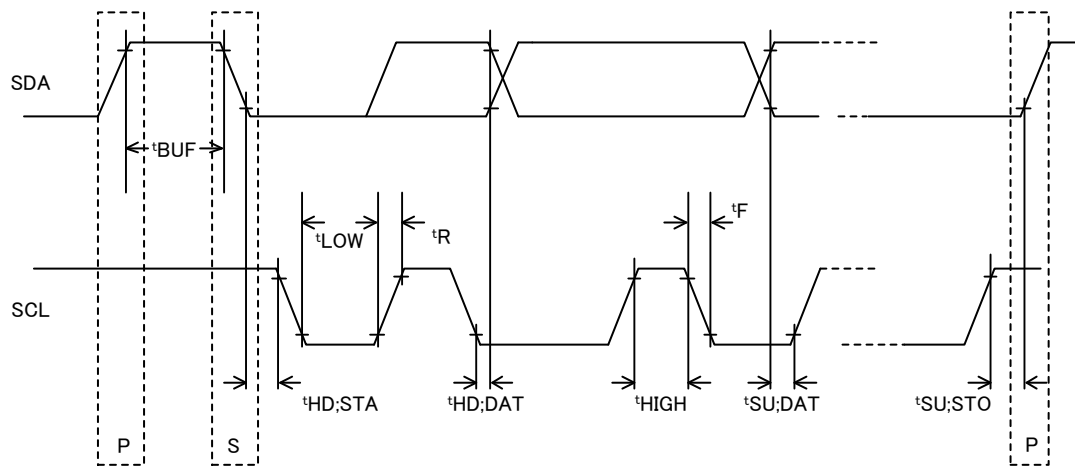 SDA
tBUF
tLOW
tR
tF
SCL
tHD;STA
tHD;DAT
tHIGH
tSU;DAT
tSU;STO
P
S
P